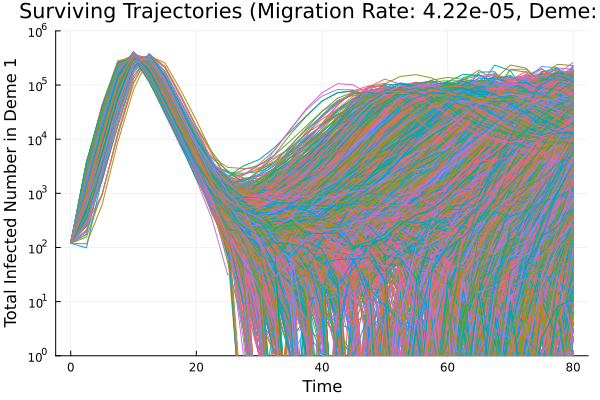 Surviving Trajectories (Migration Rate: 4.22e-05, Deme:
Total Infected Number in Deme 1
10⁶
10⁵
10⁴
10³
10²
10¹
10⁰
0 20 40 60 80
Time